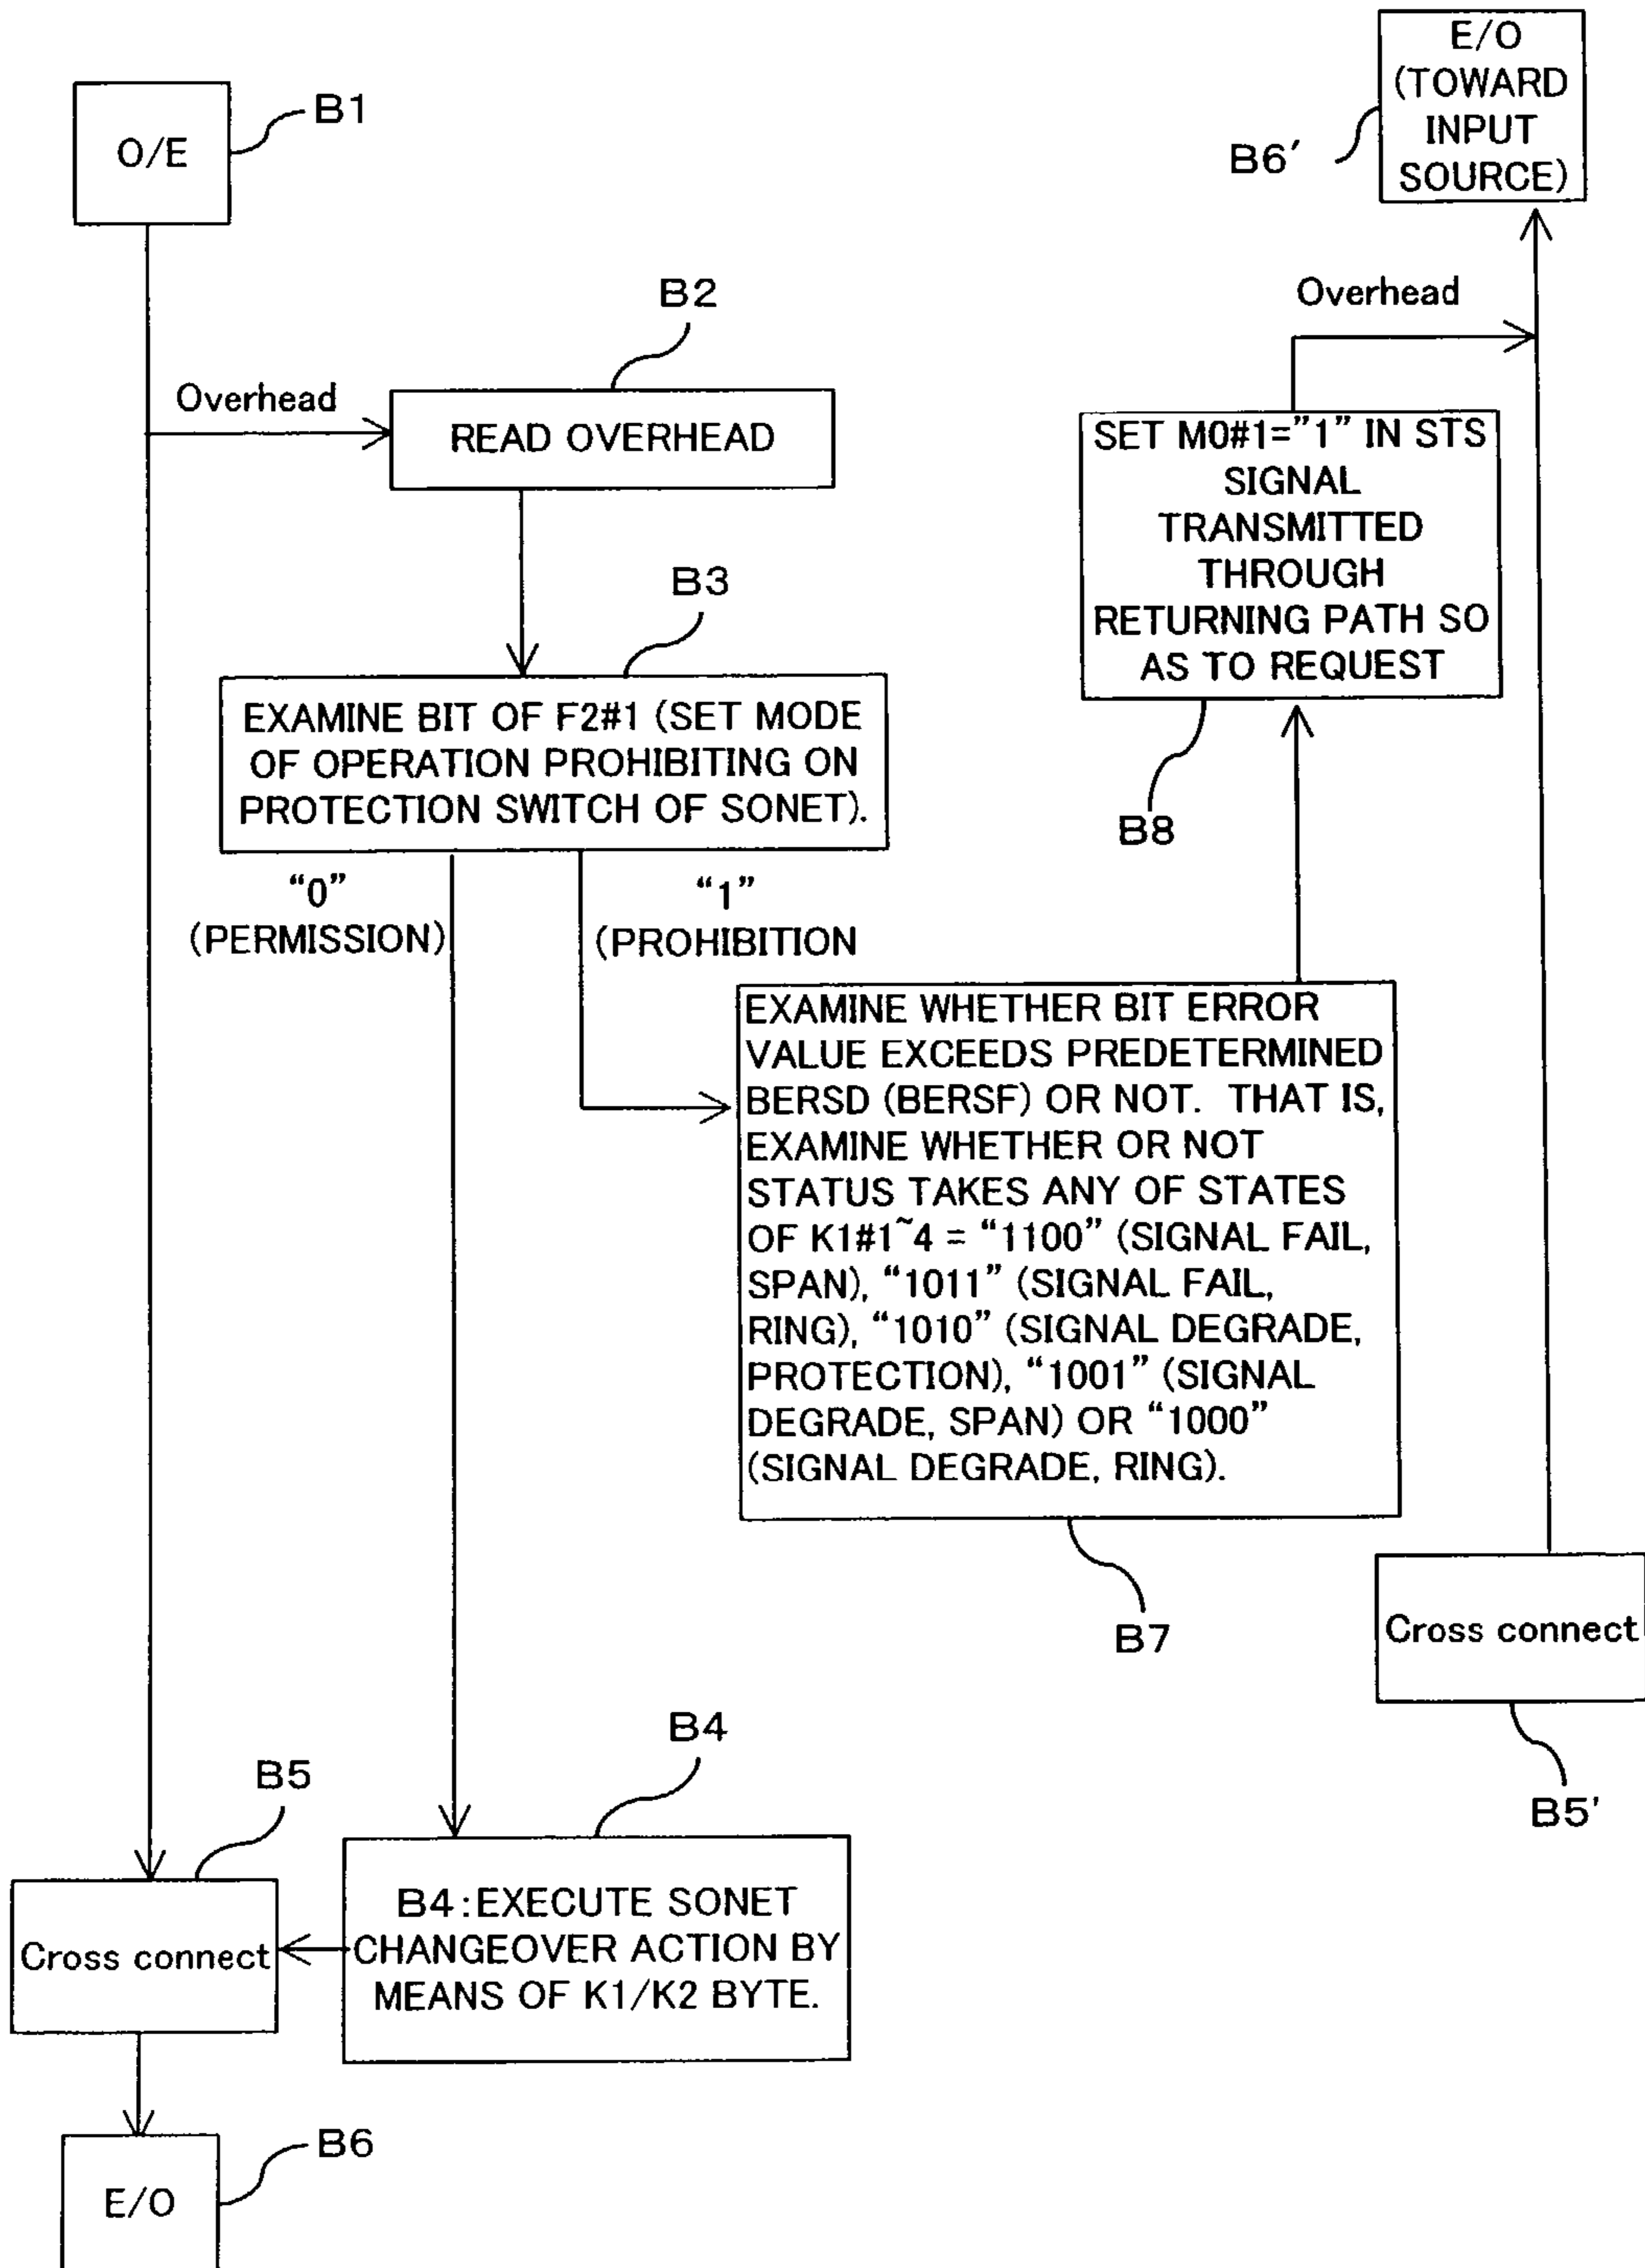 E/O
(TOWARD
INPUT
SOURCE)
B6′
O/E
B1
Overhead
B2
READ OVERHEAD
Overhead
SET M0#1="1" IN STS
SIGNAL
TRANSMITTED
THROUGH
RETURNING PATH SO
AS TO REQUEST
B8
B3
EXAMINE BIT OF F2#1 (SET MODE
OF OPERATION PROHIBITING ON
PROTECTION SWITCH OF SONET).
“0”
(PERMISSION)
“1”
(PROHIBITION
EXAMINE WHETHER BIT ERROR
VALUE EXCEEDS PREDETERMINED
BERSD (BERSF) OR NOT. THAT IS,
EXAMINE WHETHER OR NOT
STATUS TAKES ANY OF STATES
OF K1#1~4 = “1100” (SIGNAL FAIL,
SPAN), “1011” (SIGNAL FAIL,
RING), “1010” (SIGNAL DEGRADE,
PROTECTION), “1001” (SIGNAL
DEGRADE, SPAN) OR “1000”
(SIGNAL DEGRADE, RING).
B7
Cross connect
B5'
B4
B4:EXECUTE SONET
CHANGEOVER ACTION BY
MEANS OF K1/K2 BYTE.
B5
Cross connect
B6
E/O